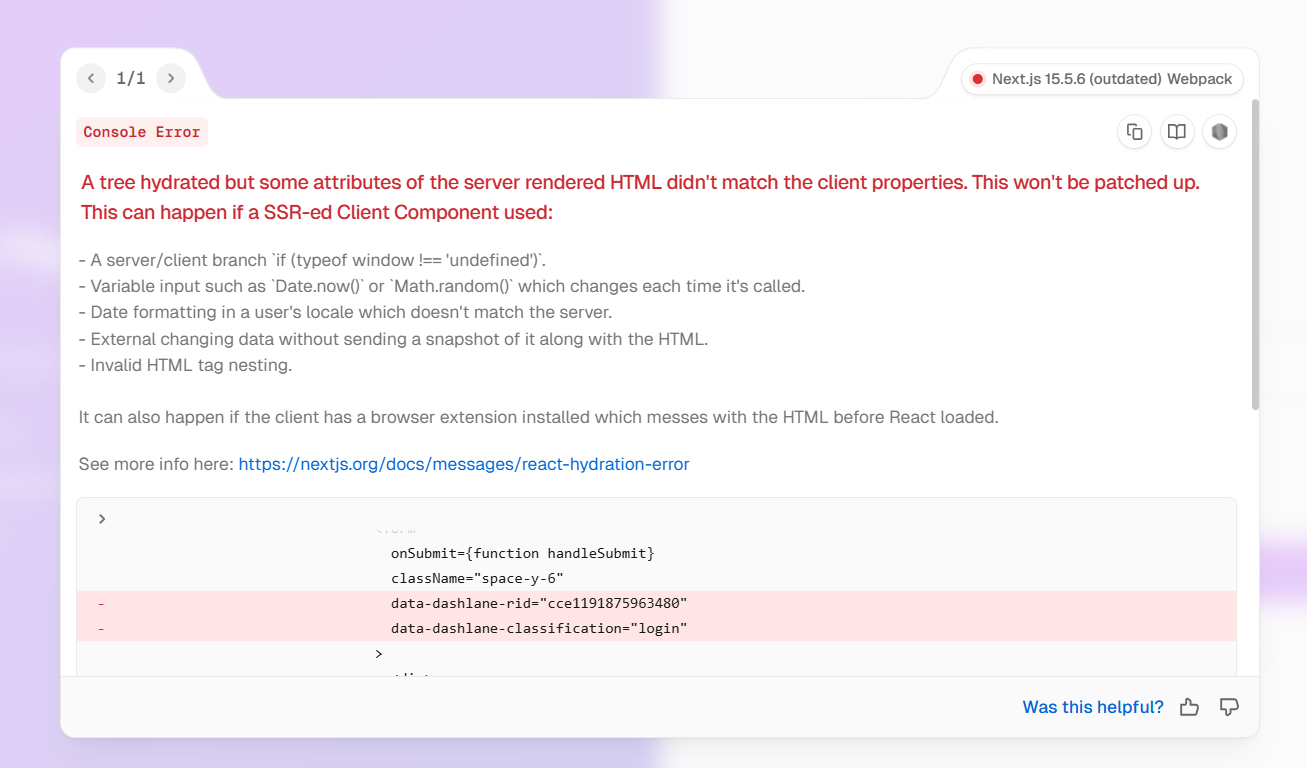 1/1
Next.js 15.5.6 (outdated) Webpack
Console Error
A tree hydrated but some attributes of the server rendered HTML didn't match the client properties. This won't be patched up.
This can happen if a SSR-ed Client Component used:
- A server/client branch `if (typeof window !== 'undefined')`.
- Variable input such as `Date.now()` or `Math.random()` which changes each time it's called.
- Date formatting in a user's locale which doesn't match the server.
- External changing data without sending a snapshot of it along with the HTML.
- Invalid HTML tag nesting.
It can also happen if the client has a browser extension installed which messes with the HTML before React loaded.
See more info here: https://nextjs.org/docs/messages/react-hydration-error
onSubmit={function handleSubmit}
className="space-y-6"
- data-dashlane-rid="cce1191875963480"
- data-dashlane-classification="login"
>
Was this helpful?